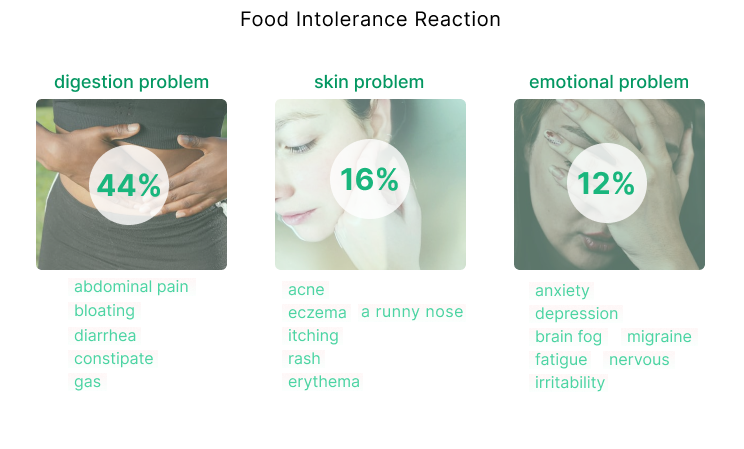 Food Intolerance Reaction
digestion problem
44%
abdominal pain
bloating
diarrhea
constipate
gas
skin problem
16%
acne
eczema a runny nose
itching
rash
erythema
emotional problem
12%
anxiety
depression
brain fog migraine
fatigue nervous
irritability